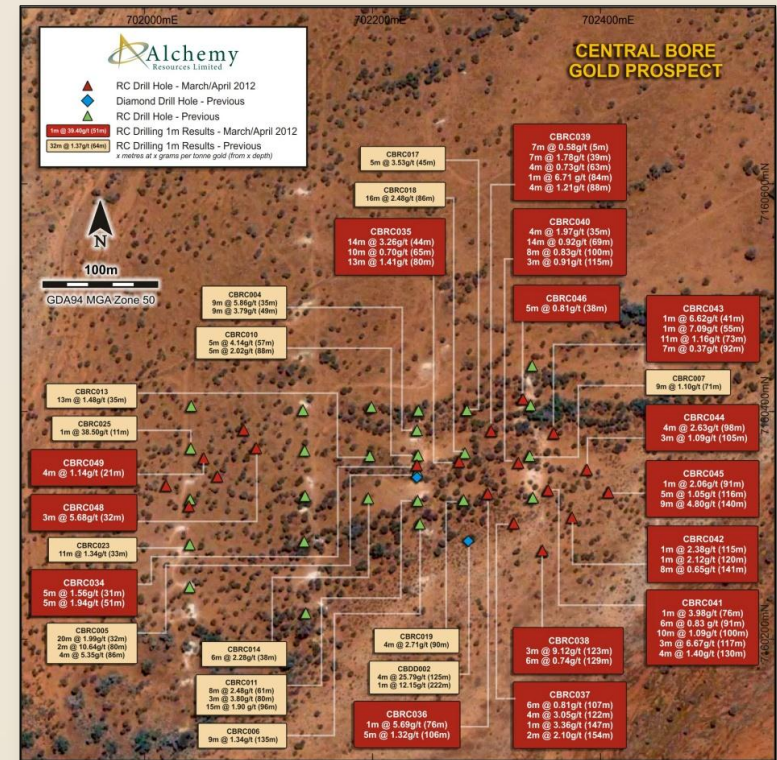 702000mE
702200mE
702400mE
Alchemy
Resources Limited
RC Drill Hole - March/April 2012
Diamond Drill Hole - Previous
RC Drill Hole - Previous
1m @ 39.40g/t (51m) RC Drilling 1m Results - March/April 2012
32m @ 1.37g/t (64m) RC Drilling 1m Results - Previous
x metres at x grams per tonne gold (from x depth)
CENTRAL BORE
GOLD PROSPECT
N
100m
GDA94 MGA Zone 50
7160600mN
7160400mN
7160200mN
CBRC017
5m @ 3.53g/t (45m)
CBRC018
16m @ 2.48g/t (86m)
CBRC035
14m @ 3.26g/t (44m)
10m @ 0.70g/t (65m)
13m @ 1.41g/t (80m)
CBRC039
7m @ 0.58g/t (5m)
7m @ 1.78g/t (39m)
4m @ 0.73g/t (63m)
1m @ 6.71 g/t (84m)
4m @ 1.21g/t (88m)
CBRC040
4m @ 1.97g/t (35m)
14m @ 0.92g/t (69m)
8m @ 0.83g/t (100m)
3m @ 0.91g/t (115m)
CBRC046
5m @ 0.81g/t (38m)
CBRC004
9m @ 5.86g/t (35m)
9m @ 3.79g/t (49m)
CBRC010
5m @ 4.14g/t (57m)
5m @ 2.02g/t (88m)
CBRC043
1m @ 6.62g/t (41m)
1m @ 7.09g/t (55m)
11m @ 1.16g/t (73m)
7m @ 0.37g/t (92m)
CBRC007
9m @ 1.10g/t (71m)
CBRC013
13m @ 1.48g/t (35m)
CBRC025
1m @ 38.50g/t (11m)
CBRC049
4m @ 1.14g/t (21m)
CBRC048
3m @ 5.68g/t (32m)
CBRC023
11m @ 1.34g/t (33m)
CBRC034
5m @ 1.56g/t (31m)
5m @ 1.94g/t (51m)
CBRC005
20m @ 1.99g/t (32m)
2m @ 10.64g/t (80m)
4m @ 5.35g/t (86m)
CBRC044
4m @ 2.63g/t (98m)
3m @ 1.09g/t (105m)
CBRC045
1m @ 2.06g/t (91m)
5m @ 1.05g/t (116m)
9m @ 4.80g/t (140m)
CBRC042
1m @ 2.38g/t (115m)
1m @ 2.12g/t (120m)
8m @ 0.65g/t (141m)
CBRC041
1m @ 3.98g/t (76m)
6m @ 0.83 g/t (91m)
10m @ 1.09g/t (100m)
3m @ 6.67g/t (117m)
4m @ 1.40g/t (130m)
CBRC014
6m @ 2.28g/t (38m)
CBRC011
8m @ 2.48g/t (61m)
3m @ 3.80g/t (80m)
15m @ 1.90 g/t (96m)
CBRC006
9m @ 1.34g/t (135m)
CBRC019
4m @ 2.71g/t (90m)
CBDD002
4m @ 25.79g/t (125m)
1m @ 12.15g/t (222m)
CBRC036
1m @ 5.69g/t (76m)
5m @ 1.32g/t (106m)
CBRC038
3m @ 9.12g/t (123m)
6m @ 0.74g/t (129m)
CBRC037
6m @ 0.81g/t (107m)
4m @ 3.05g/t (122m)
1m @ 3.36g/t (147m)
2m @ 2.10g/t (154m)